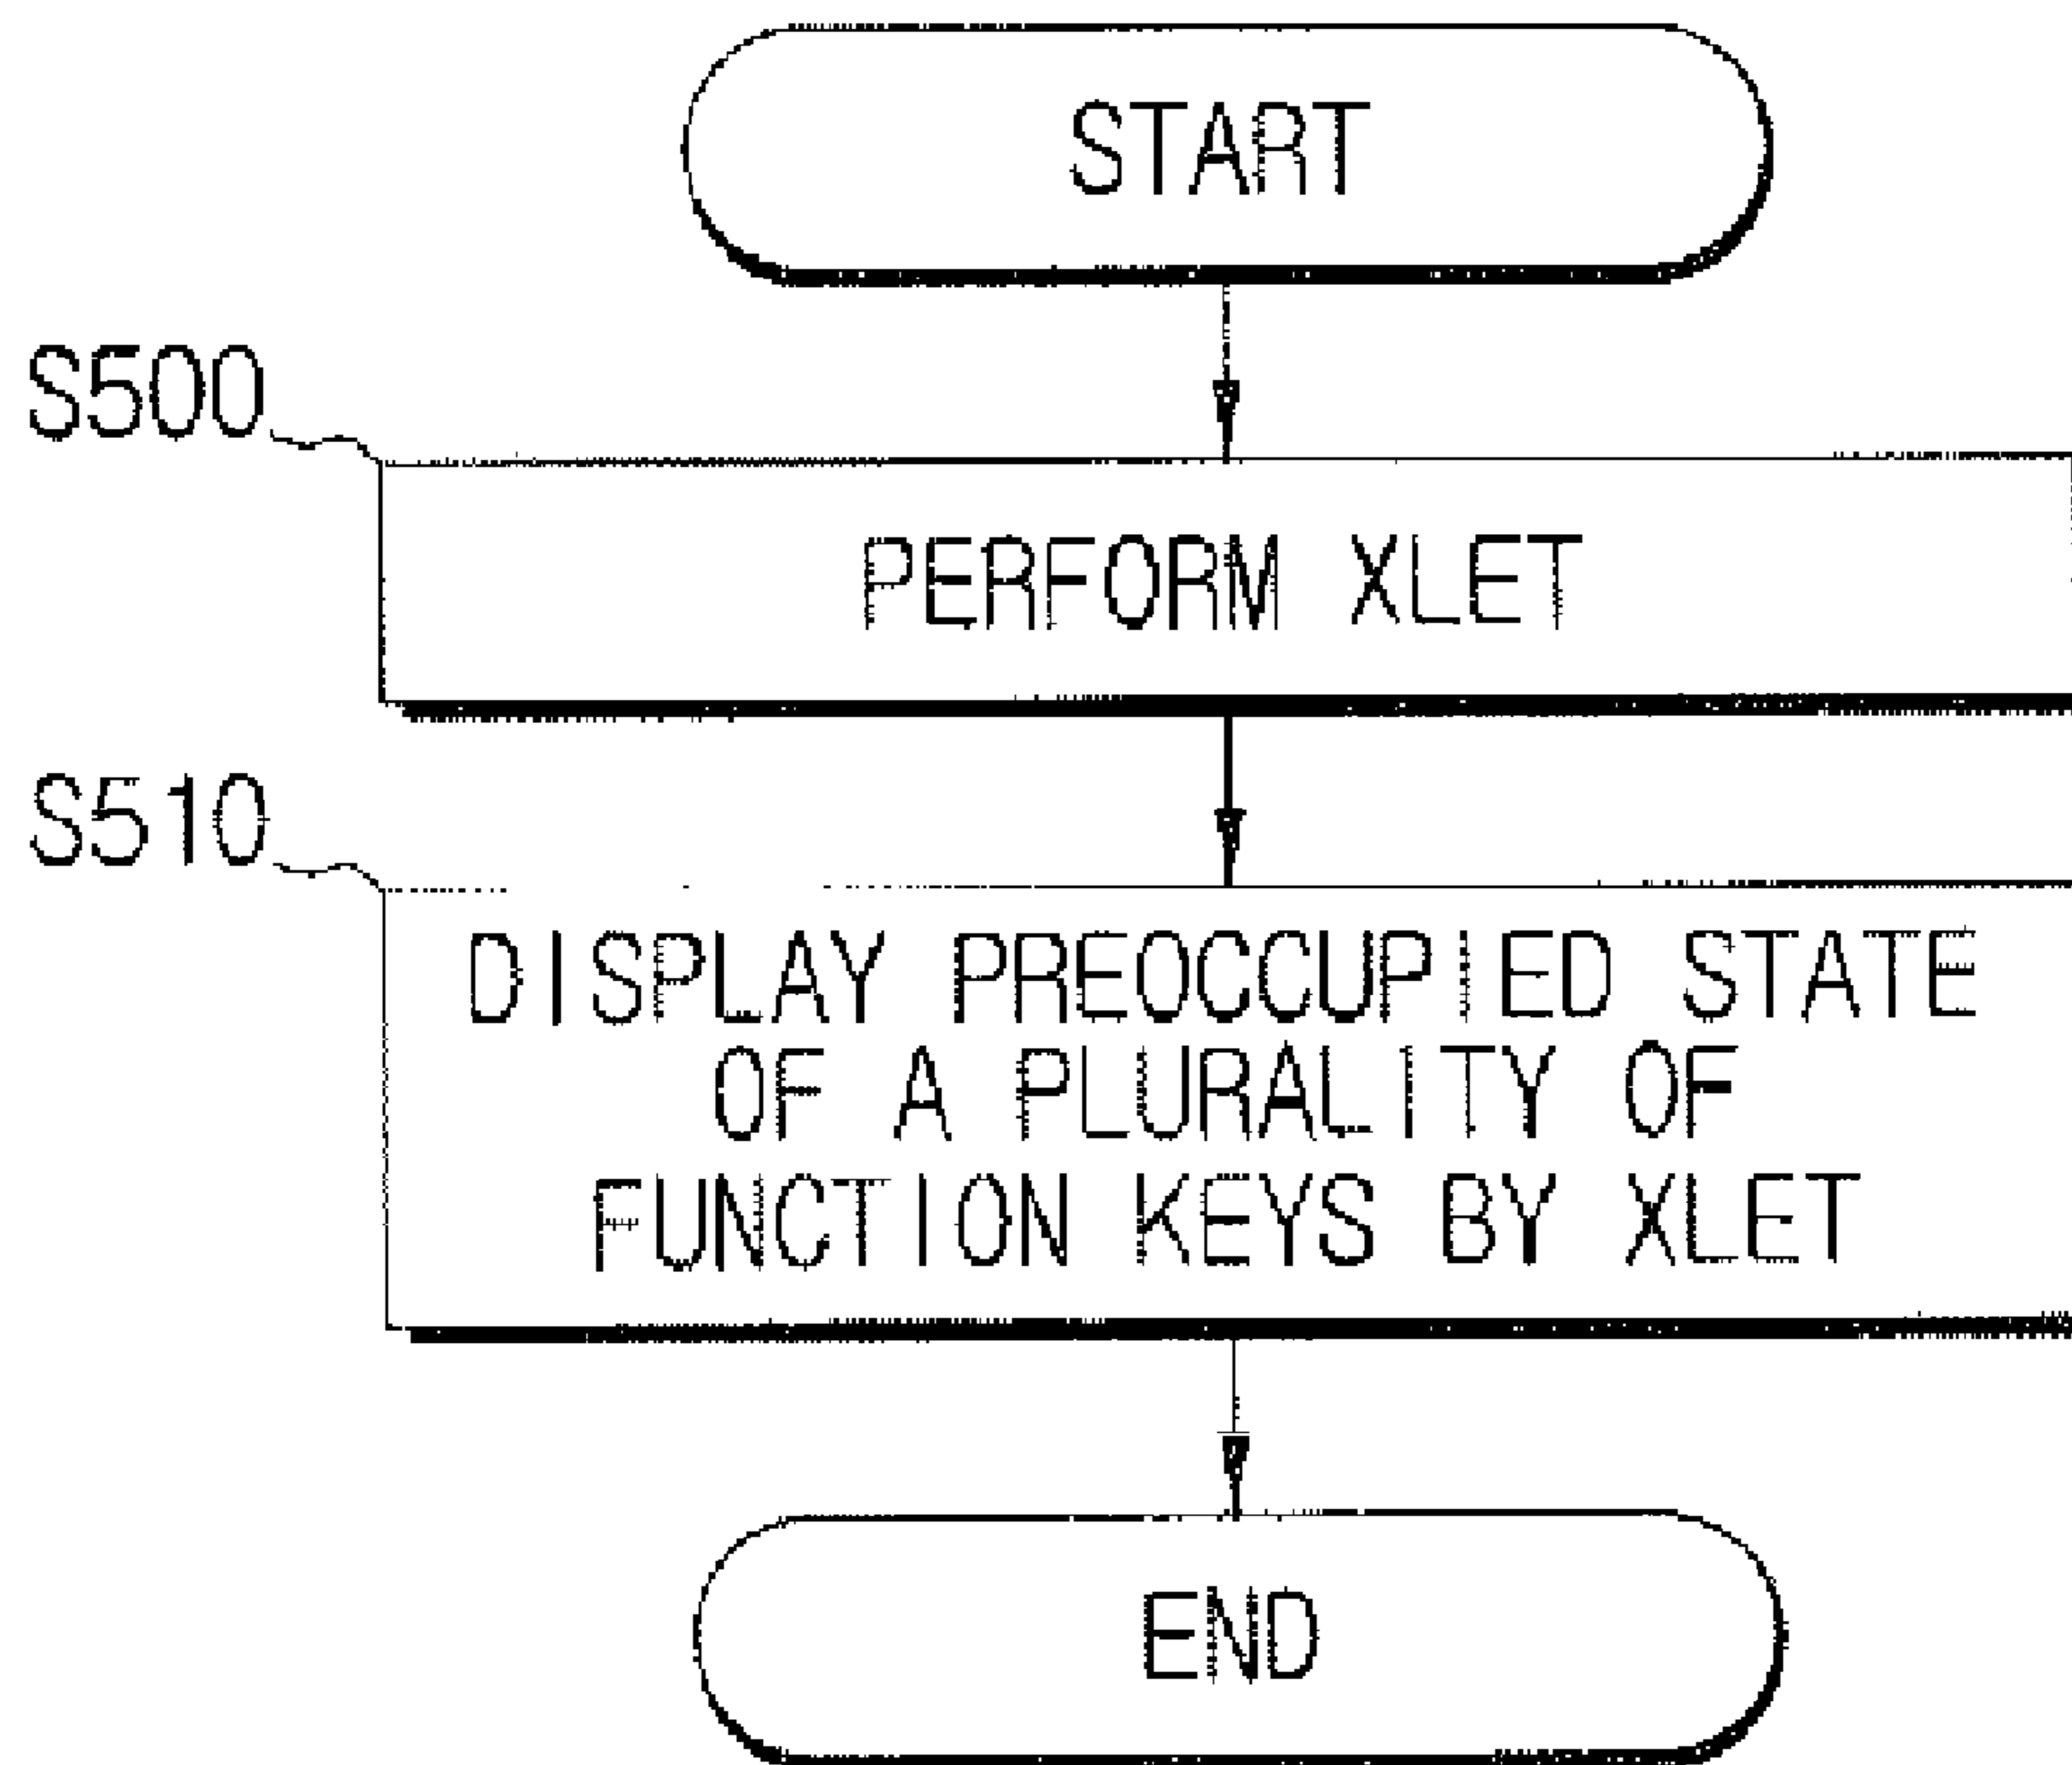 START
S500
PERFORM XLET
S510
DISPLAY PREOCCUPIED STATE
OF A PLURALITY OF
FUNCTION KEYS BY XLET
END